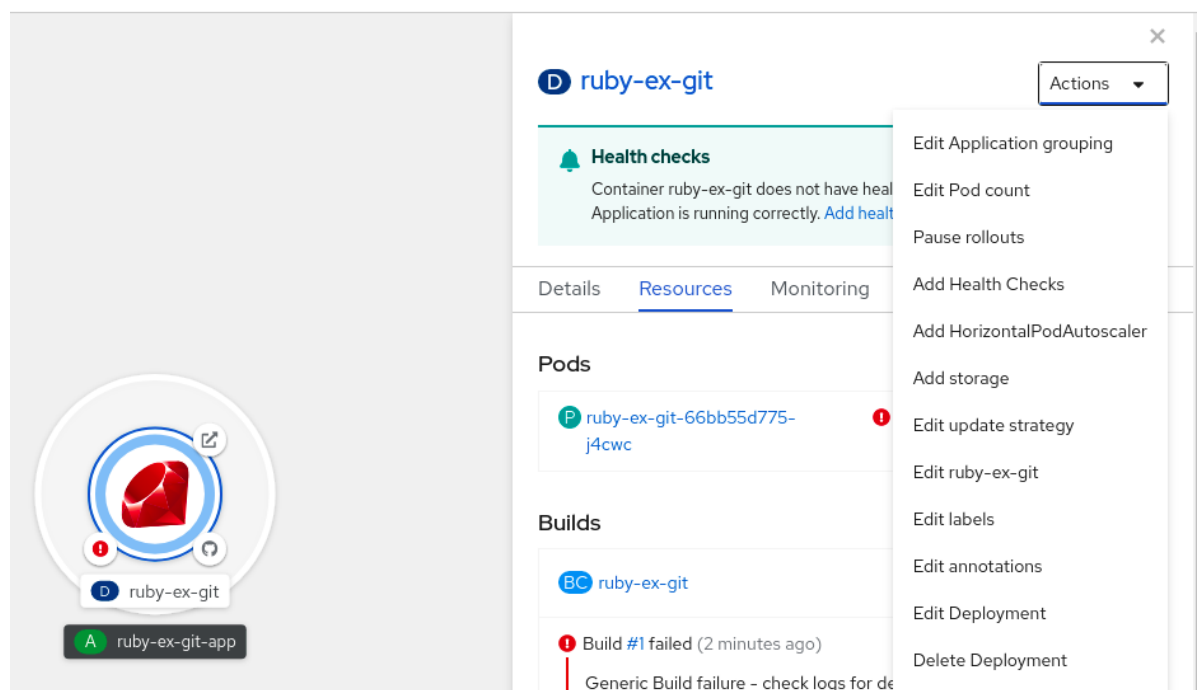 D ruby-ex-git
Actions
Health checks
Container ruby-ex-git does not have
Application is running correctly. Add
Details Resources Monitoring
Pods
P ruby-ex-git-66bb55d775-
j4cwc
Builds
BC ruby-ex-git
Build #1 failed (2 minutes ago)
Generic Build failure - check logs for
Edit Application grouping
Edit Pod count
Pause rollouts
Add Health Checks
Add HorizontalPodAutoscaler
Add storage
Edit update strategy
Edit ruby-ex-git
Edit labels
Edit annotations
Edit Deployment
Delete Deployment
D ruby-ex-git
A ruby-ex-git-app